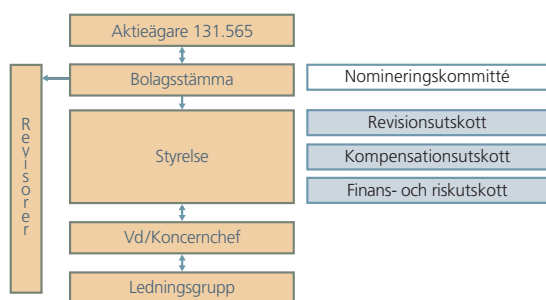 Aktieägare 131.565
Bolagsstämma
Nomineringskommitté
Revisorer
Styrelse
Revisionsutskott
Kompensationsutskott
Finans- och riskutskott
Vd/Koncernchef
Ledningsgrupp